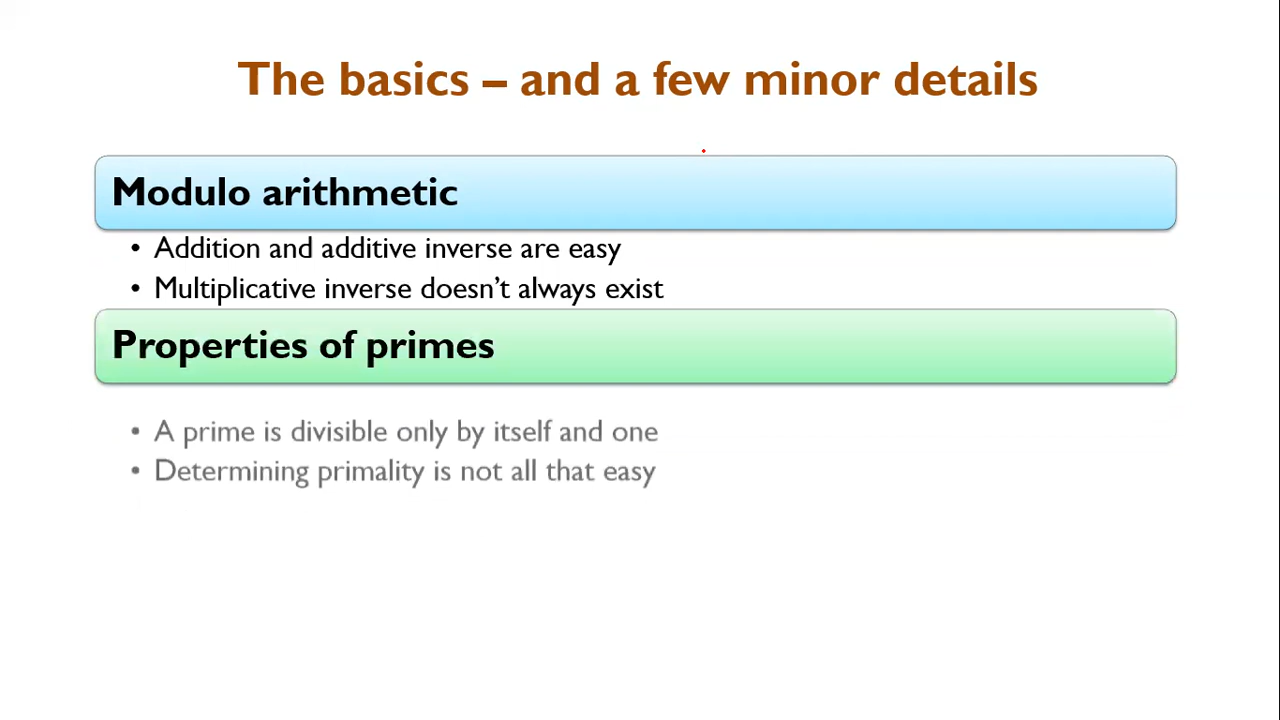 The basics – and a few minor details
Modulo arithmetic
• Addition and additive inverse are easy
• Multiplicative inverse doesn’t always exist
Properties of primes
• A prime is divisible only by itself and one
• Determining primality is not all that easy